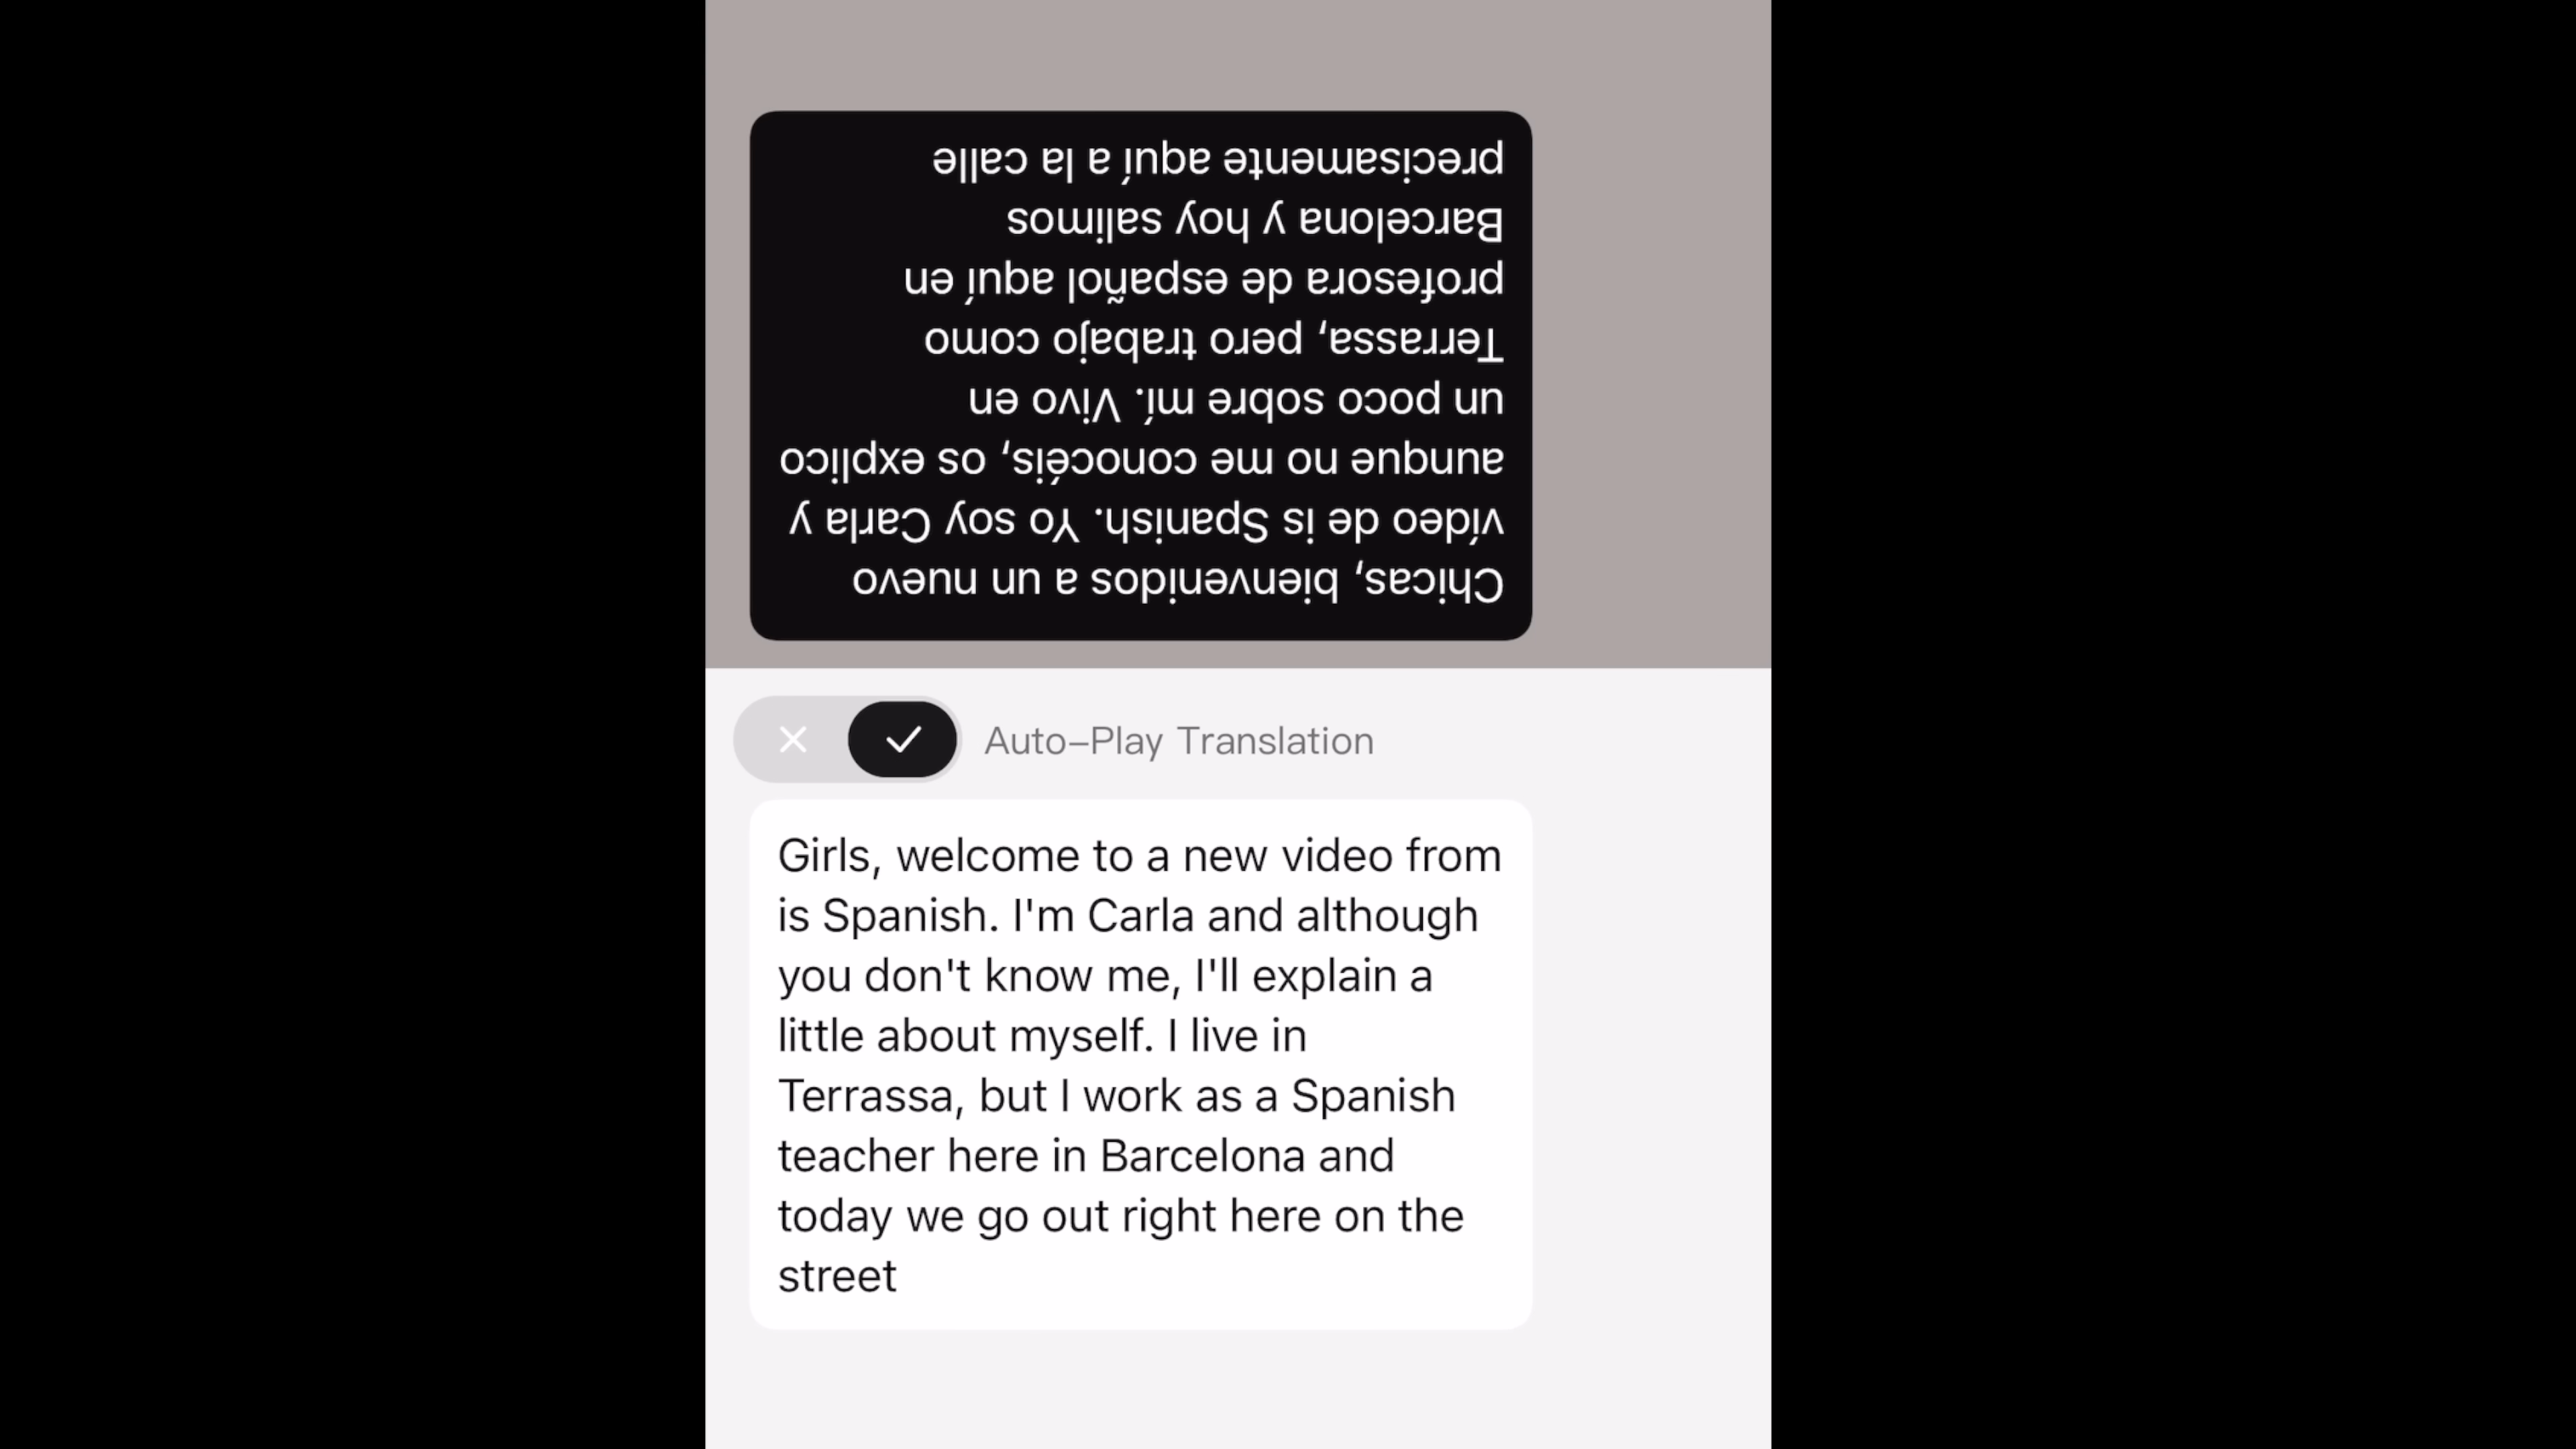 Chicas, bienvenidos a un nuevo
vídeo de is Spanish. Yo soy Carla y
aunque no me conocéis, os explico
un poco sobre mí. Vivo en
Terrassa, pero trabajo como
profesora de español aquí en
Barcelona y hoy salimos
precisamente aquí a la calle
Auto-Play Translation
Girls, welcome to a new video from
is Spanish. I'm Carla and although
you don't know me, I'll explain a
little about myself. I live in
Terrassa, but I work as a Spanish
teacher here in Barcelona and
today we go out right here on the
street